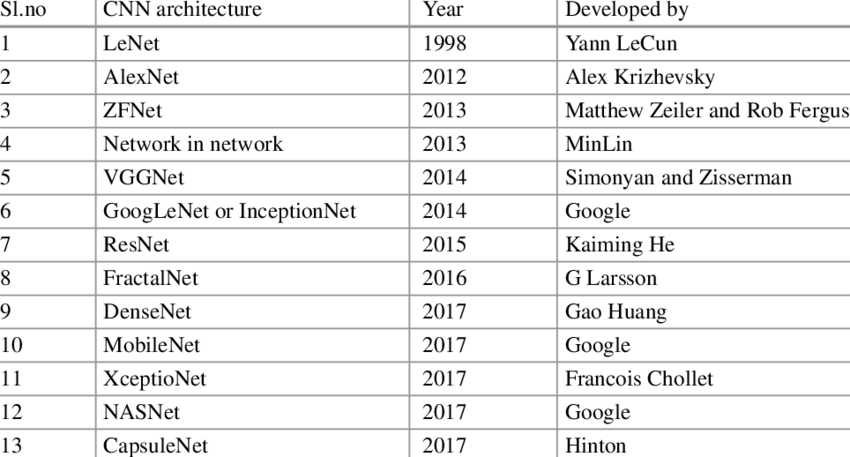 Sl.no CNN architecture Year Developed by
1 LeNet 1998 Yann LeCun
2 AlexNet 2012 Alex Krizhevsky
3 ZFNet 2013 Matthew Zeiler and Rob Fergus
4 Network in network 2013 MinLin
5 VGGNet 2014 Simonyan and Zisserman
6 GoogLeNet or InceptionNet 2014 Google
7 ResNet 2015 Kaiming He
8 FractalNet 2016 G Larsson
9 DenseNet 2017 Gao Huang
10 MobileNet 2017 Google
11 XceptioNet 2017 Francois Chollet
12 NASNet 2017 Google
13 CapsuleNet 2017 Hinton